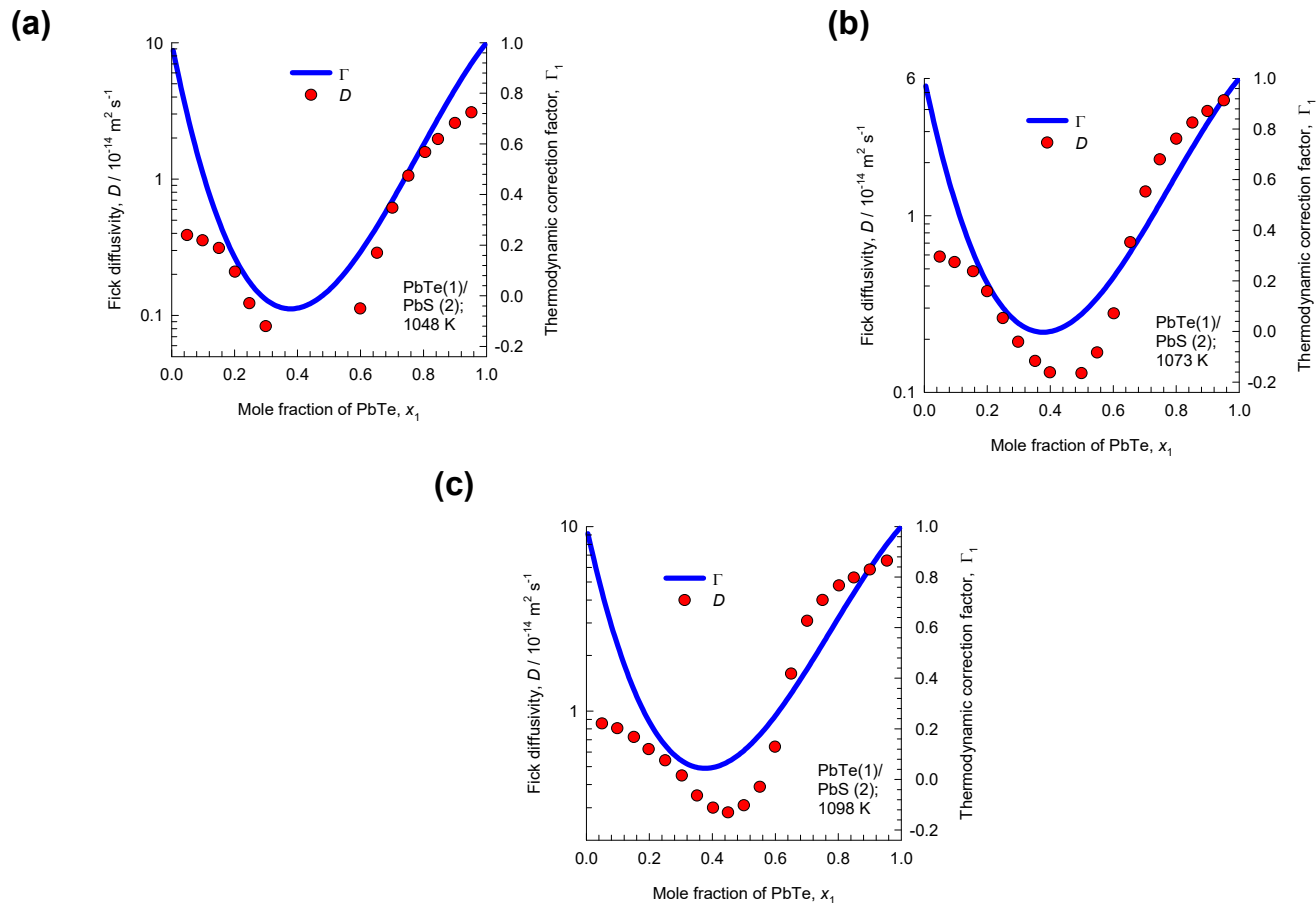 (a)
Fick diffusivity, D / 10⁻¹⁴ m² s⁻¹
10
1
0.1
Γ
D
PbTe(1)/
PbS (2);
1048 K
1.0
0.8
0.6
0.4
0.2
0.0
-0.2
Thermodynamic correction factor, Γ₁
0.0 0.2 0.4 0.6 0.8 1.0
Mole fraction of PbTe, x₁
(b)
Fick diffusivity, D / 10⁻¹⁴ m² s⁻¹
6
1
0.1
Γ
D
PbTe(1)/
PbS (2);
1073 K
1.0
0.8
0.6
0.4
0.2
0.0
-0.2
Thermodynamic correction factor, Γ₁
0.0 0.2 0.4 0.6 0.8 1.0
Mole fraction of PbTe, x₁
(c)
Fick diffusivity, D / 10⁻¹⁴ m² s⁻¹
10
1
Γ
D
PbTe(1)/
PbS (2);
1098 K
1.0
0.8
0.6
0.4
0.2
0.0
-0.2
Thermodynamic correction factor, Γ₁
0.0 0.2 0.4 0.6 0.8 1.0
Mole fraction of PbTe, x₁